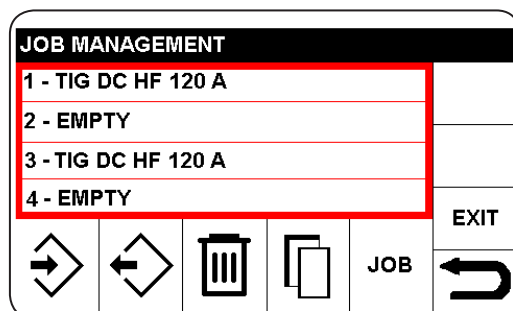 JOB MANAGEMENT
1 - TIG DC HF 120 A
2 - EMPTY
3 - TIG DC HF 120 A
4 - EMPTY
EXIT
JOB